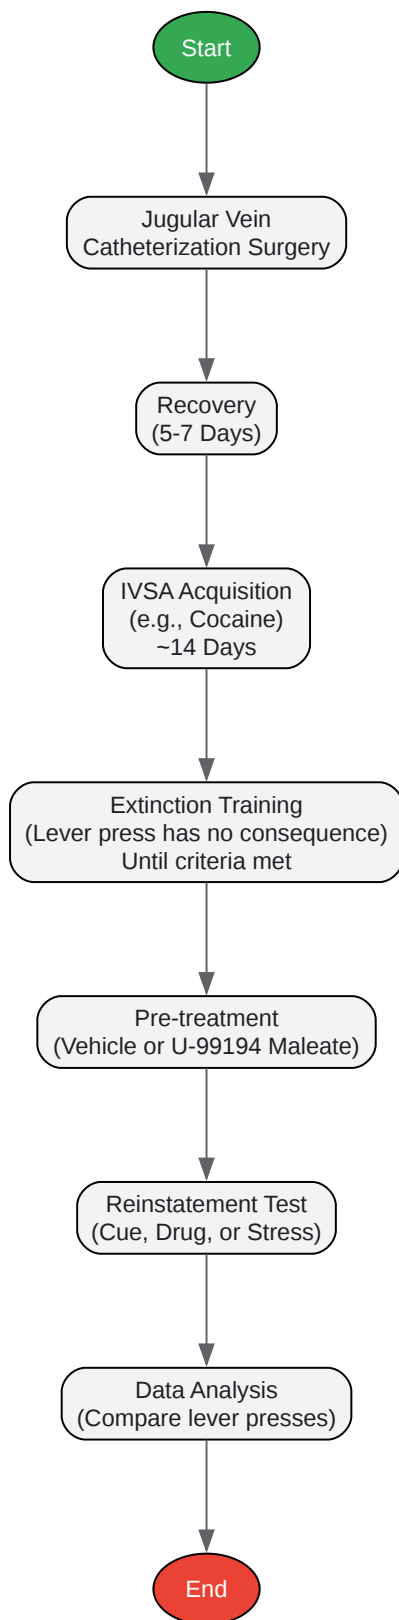 Start
Jugular Vein
Catheterization Surgery
Recovery
(5-7 Days)
IVSA Acquisition
(e.g., Cocaine)
~14 Days
Extinction Training
(Lever press has no consequence)
Until criteria met
Pre-treatment
(Vehicle or U-99194 Maleate)
Reinstatement Test
(Cue, Drug, or Stress)
Data Analysis
(Compare lever presses)
End